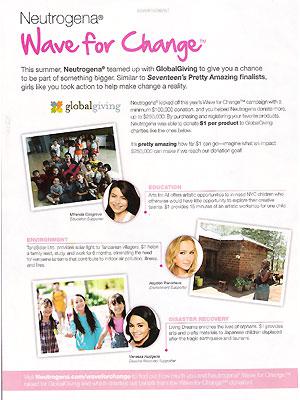 ADVERTISEMENT
Neutrogena®
Wave for Change™
This summer, Neutrogena® teamed up with GlobalGiving to give you a chance
to be part of something bigger. Similar to Seventeen's Pretty Amazing finalists,
girls like you took action to help make change a reality.
globalgiving
Neutrogena® kicked off this year's Wave for Change™ campaign with a
minimum $100,000 donation, and you helped Neutrogena donate more,
up to $250,000. By purchasing and registering your favorite products,
Neutrogena was able to donate $1 per product to GlobalGiving
charities like the ones below.
It's pretty amazing how far $1 can go—imagine what an impact
$250,000 can make if we reach our donation goal!
EDUCATION
Arts for All offers artistic opportunities to in need NYC children who
otherwise would have little opportunity to explore their creative
talents. $1 provides 15 minutes of an artistic workshop for one child
Miranda Cosgrove
Education Supporter
ENVIRONMENT
provides solar light to Tanzanian villagers. $1 helps
a family read, study, and work for 6 months, eliminating the need
for kerosene lanterns that contribute to indoor air pollution, illness,
and fires.
Hayden Panettiere
Environment Supporter
DISASTER RECOVERY
Living Dreams enriches the lives of orphans. $1 provides
arts and crafts materials to Japanese children displaced
after the tragic earthquake and tsunami.
Vanessa Hudgens
Disaster Recovery Supporter
Visit Neutrogena.com/waveforchange to find out how much you and Neutrogena® Wave for Change™
raised for GlobalGiving and which charities will benefit from the Wave for Change™ donation!